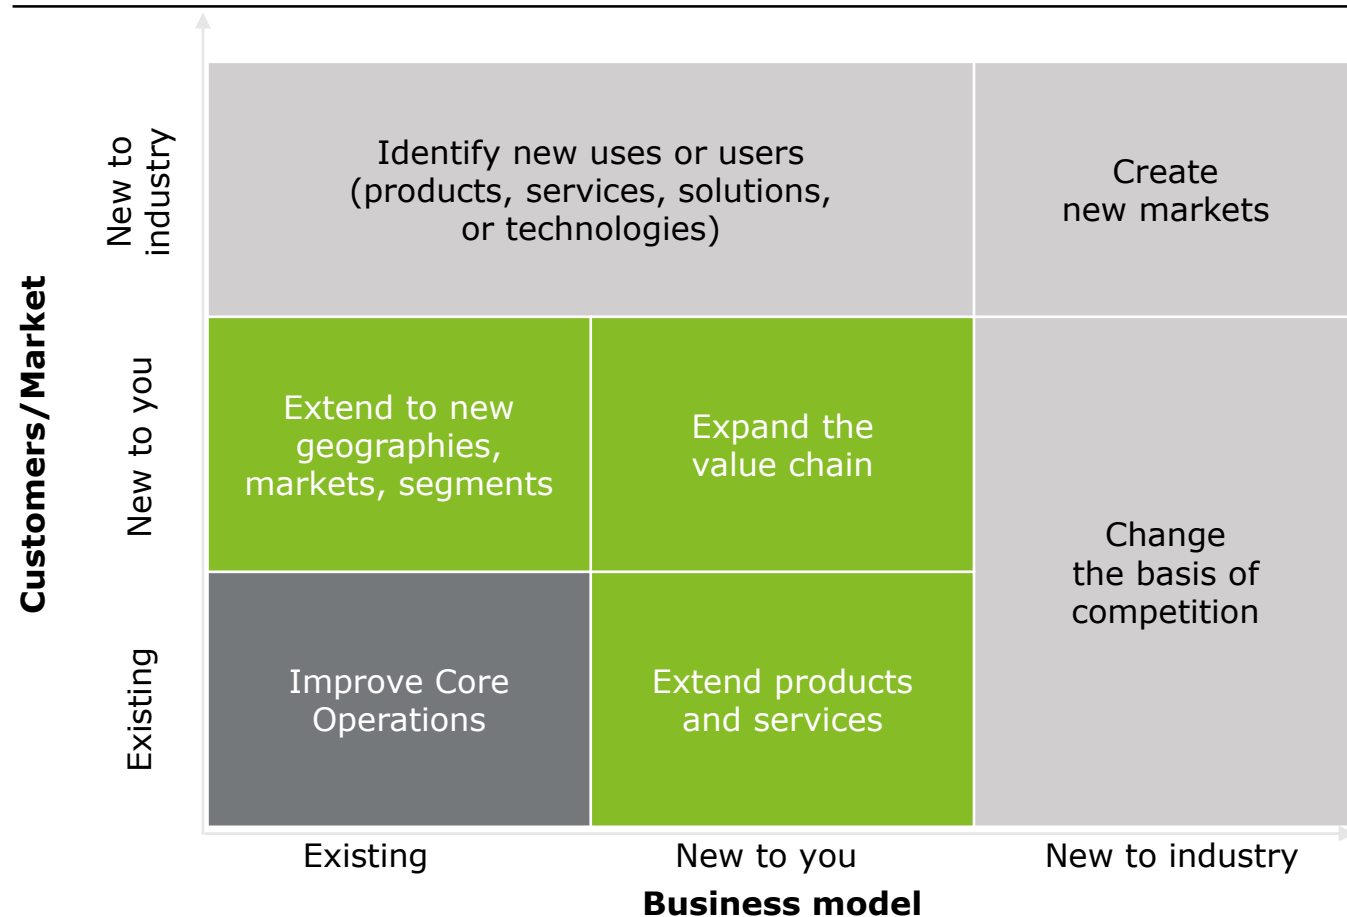 Customers/Market
New to
industry
New to you
Existing
Identify new uses or users
(products, services, solutions,
or technologies)
Create
new markets
Extend to new
geographies,
markets, segments
Expand the
value chain
Change
the basis of
competition
Improve Core
Operations
Extend products
and services
Existing
New to you
New to industry
Business model